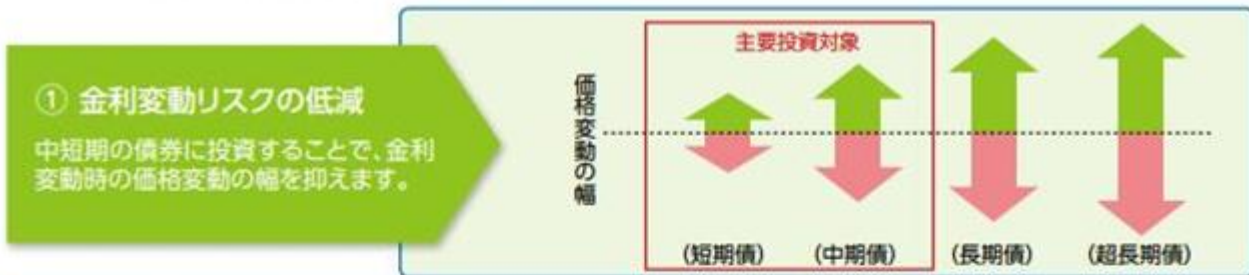 ① 金利変動リスクの低減
中短期の債券に投資することで、金利
変動時の価格変動の幅を抑えます。
主要投資対象
価格変動の幅
(短期債)
(中期債)
(長期債)
(超長期債)